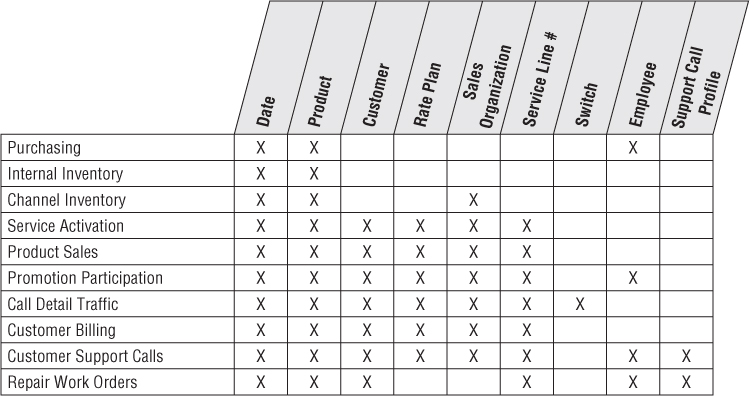 Date
Product
Customer
Rate Plan
Sales
Organization
Service Line #
Switch
Employee
Support Call
Profile
Purchasing X X X
Internal Inventory X X
Channel Inventory X X X
Service Activation X X X X X X
Product Sales X X X X X X
Promotion Participation X X X X X X X
Call Detail Traffic X X X X X X X
Customer Billing X X X X X X
Customer Support Calls X X X X X X X X
Repair Work Orders X X X X X X